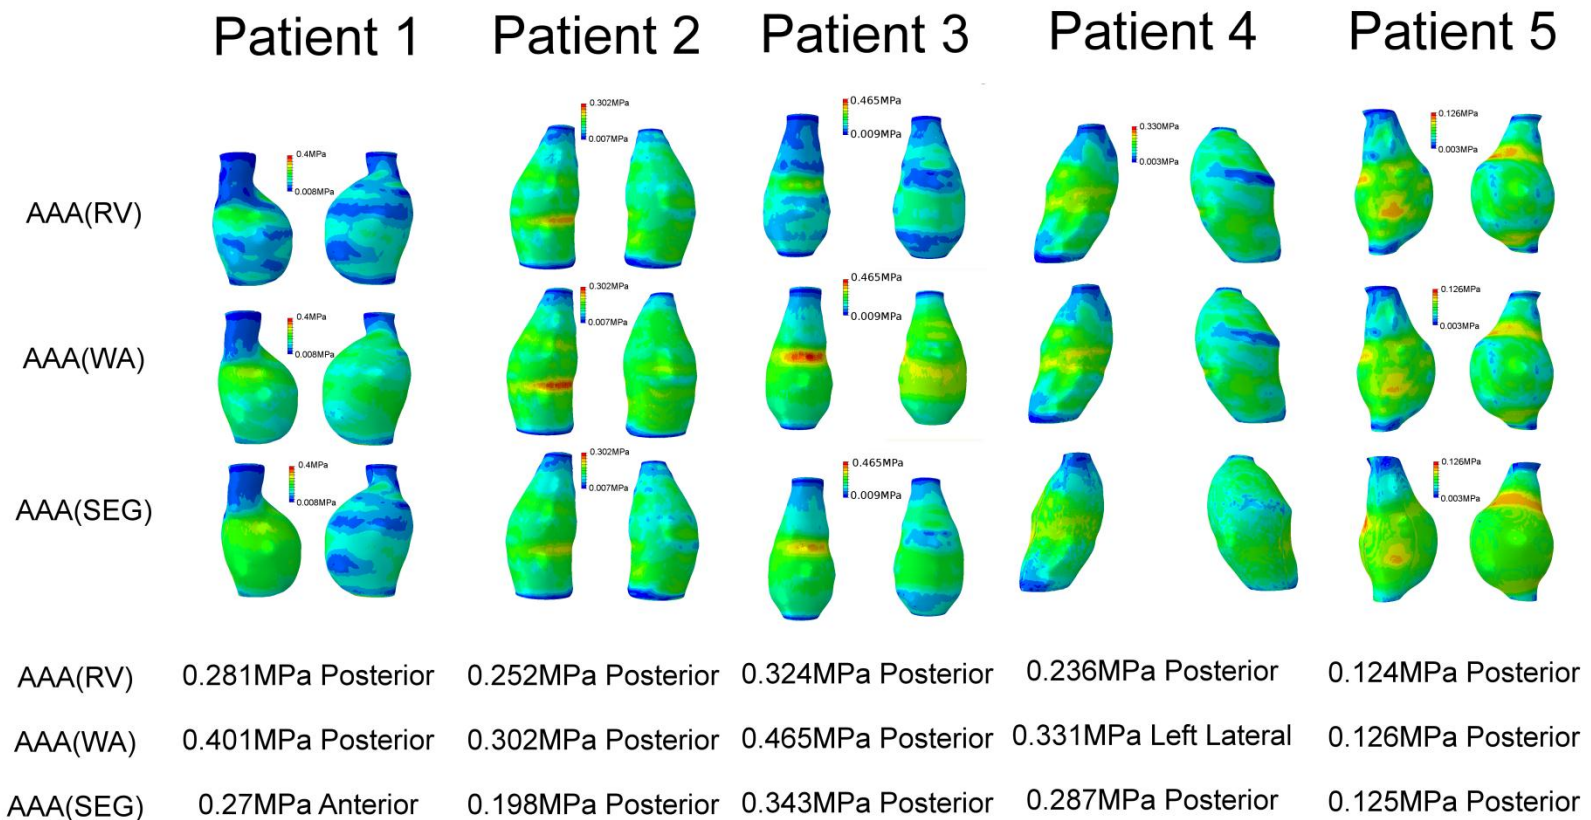 Patient 1 Patient 2 Patient 3 Patient 4 Patient 5
AAA(RV)
0.4MPa
0.008MPa
0.302MPa
0.007MPa
0.465MPa
0.009MPa
0.330MPa
0.003MPa
0.126MPa
0.003MPa
AAA(WA)
0.4MPa
0.008MPa
0.302MPa
0.007MPa
0.465MPa
0.009MPa
0.126MPa
0.003MPa
AAA(SEG)
0.4MPa
0.008MPa
0.302MPa
0.007MPa
0.465MPa
0.009MPa
0.126MPa
0.003MPa
AAA(RV) 0.281MPa Posterior 0.252MPa Posterior 0.324MPa Posterior 0.236MPa Posterior 0.124MPa Posterior
AAA(WA) 0.401MPa Posterior 0.302MPa Posterior 0.465MPa Posterior 0.331MPa Left Lateral 0.126MPa Posterior
AAA(SEG) 0.27MPa Anterior 0.198MPa Posterior 0.343MPa Posterior 0.287MPa Posterior 0.125MPa Posterior